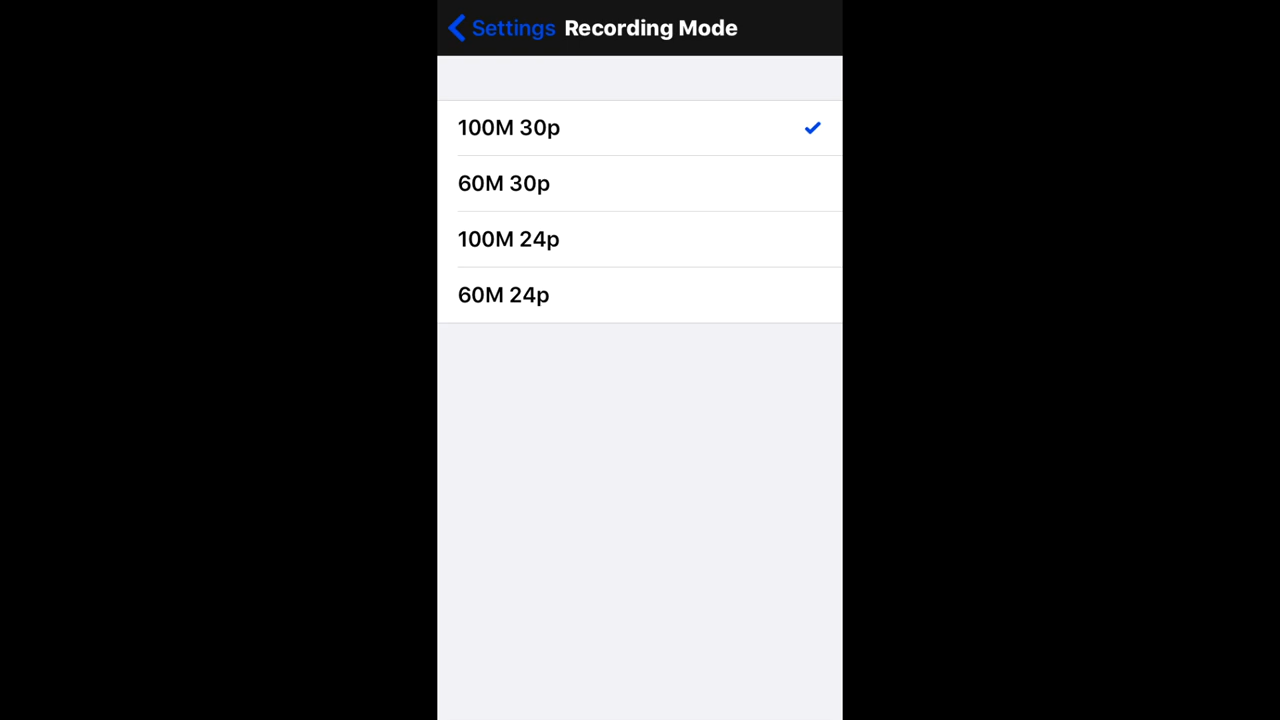 Settings Recording Mode
100M 30p
60M 30p
100M 24p
60M 24p